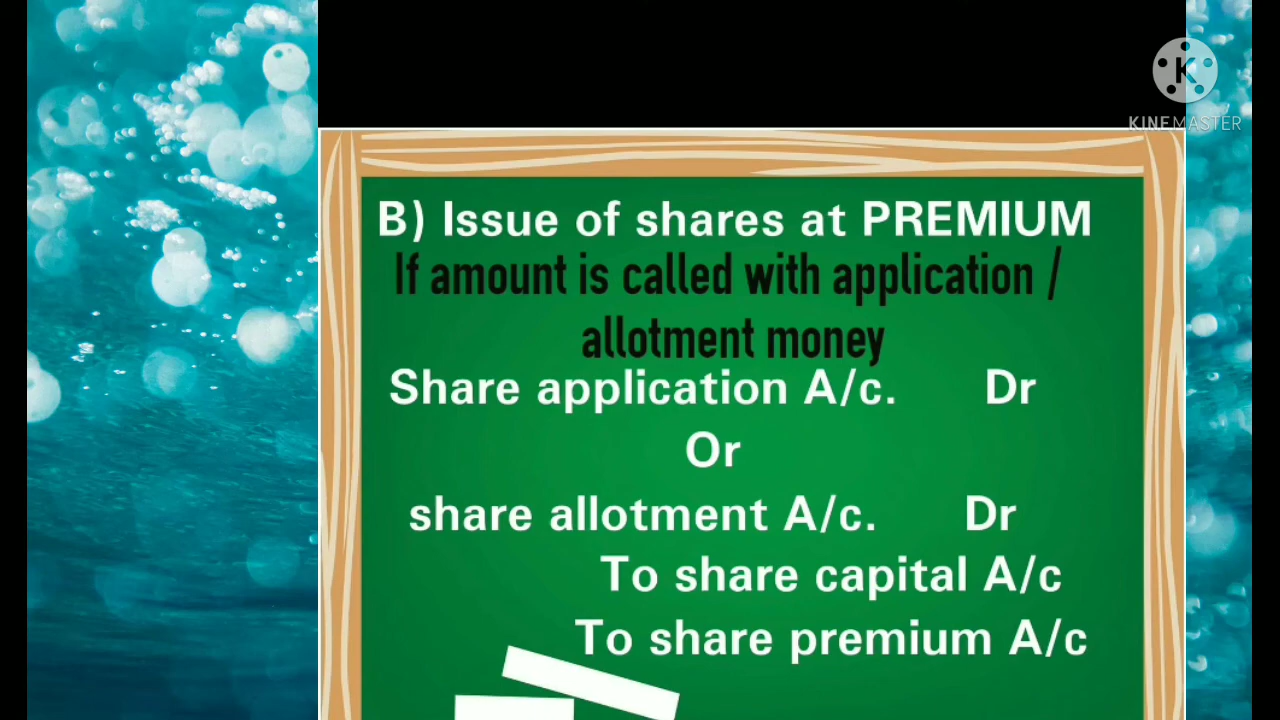 K
KINEMASTER
B) Issue of shares at PREMIUM
If amount is called with application /
allotment money
Share application A/c. Dr
Or
share allotment A/c. Dr
To share capital A/c
To share premium A/c